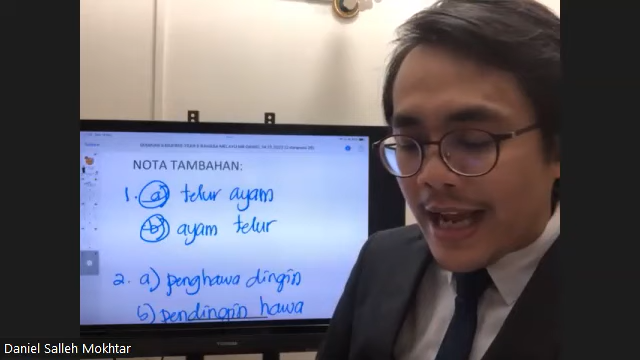 NOTA TAMBAHAN:
1. a) telur ayam
b) ayam telur
2. a) penghawa dingin
b) pendingin hawa
Daniel Salleh Mokhtar